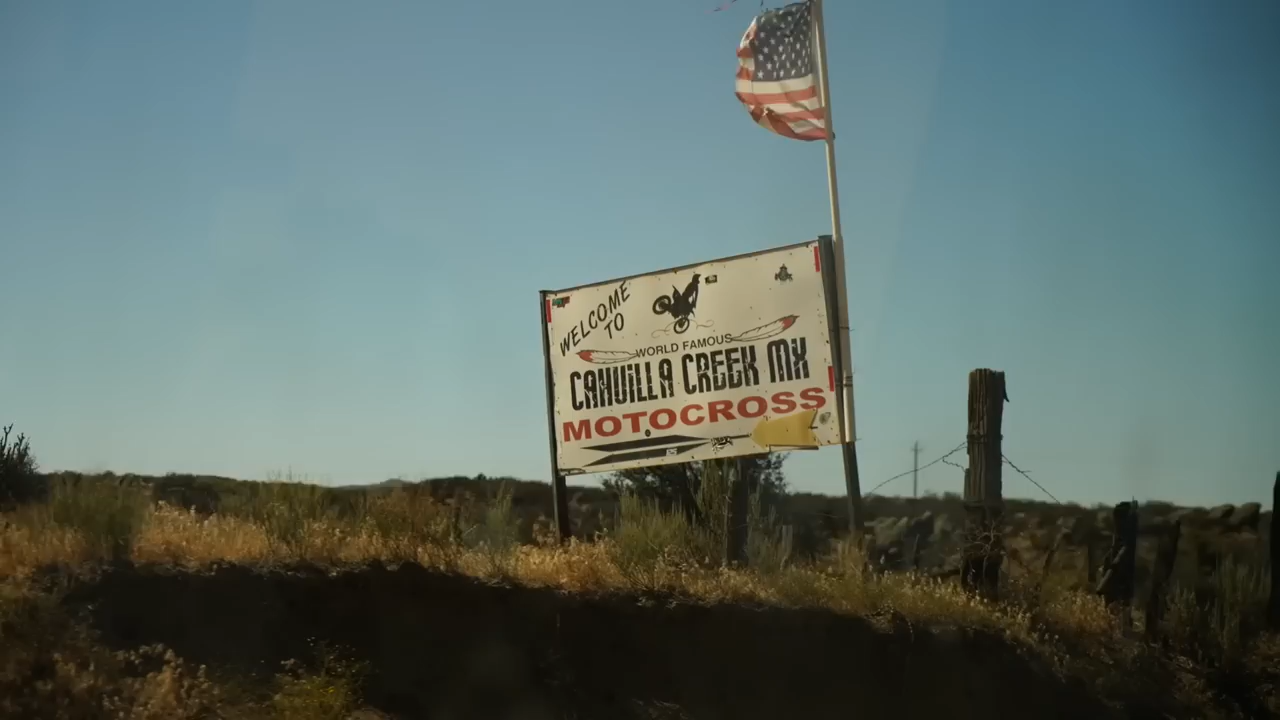 WELCOME
TO
WORLD FAMOUS
CAHUILLA CREEK MX
MOTOCROSS